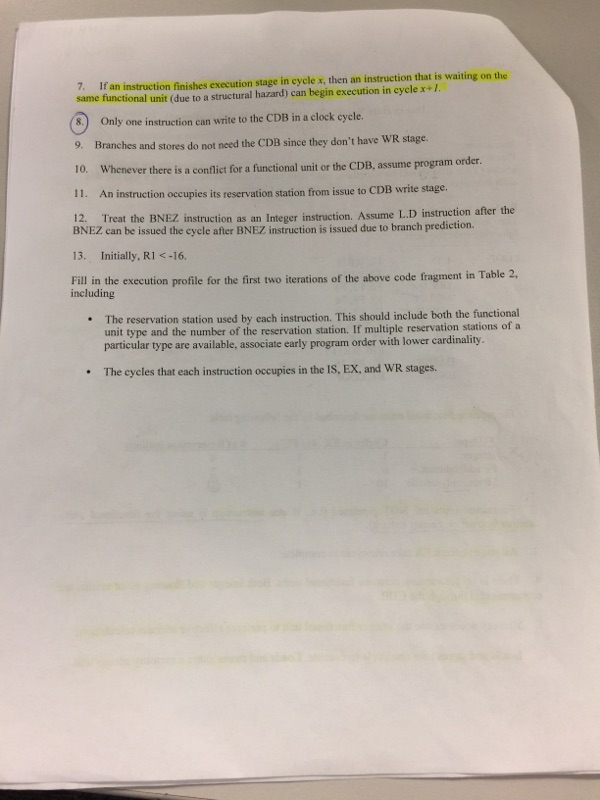 7. If an instruction finishes execution stage in cycle x, then an instruction that is waiting on the
same functional unit (due to a structural hazard) can begin execution in cycle x+1.
8. Only one instruction can write to the CDB in a clock cycle.
9. Branches and stores do not need the CDB since they don't have WR stage.
10. Whenever there is a conflict for a functional unit or the CDB, assume program order.
11. An instruction occupies its reservation station from issue to CDB write stage.
12. Treat the BNEZ instruction as an Integer instruction. Assume L.D instruction after the
BNEZ can be issued the cycle after BNEZ instruction is issued due to branch prediction.
13. Initially, R1 < -16.
Fill in the execution profile for the first two iterations of the above code fragment in Table 2,
including
• The reservation station used by each instruction. This should include both the functional
unit type and the number of the reservation station. If multiple reservation stations of a
particular type are available, associate early program order with lower cardinality.
• The cycles that each instruction occupies in the IS, EX, and WR stages.